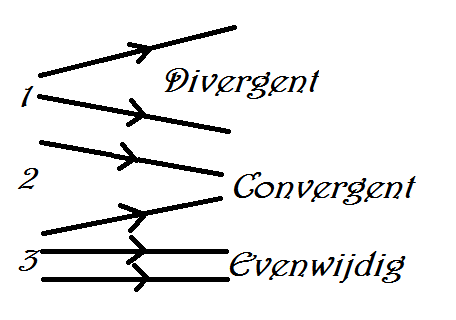 1 Divergent
2 Convergent
3 Evenwijdig